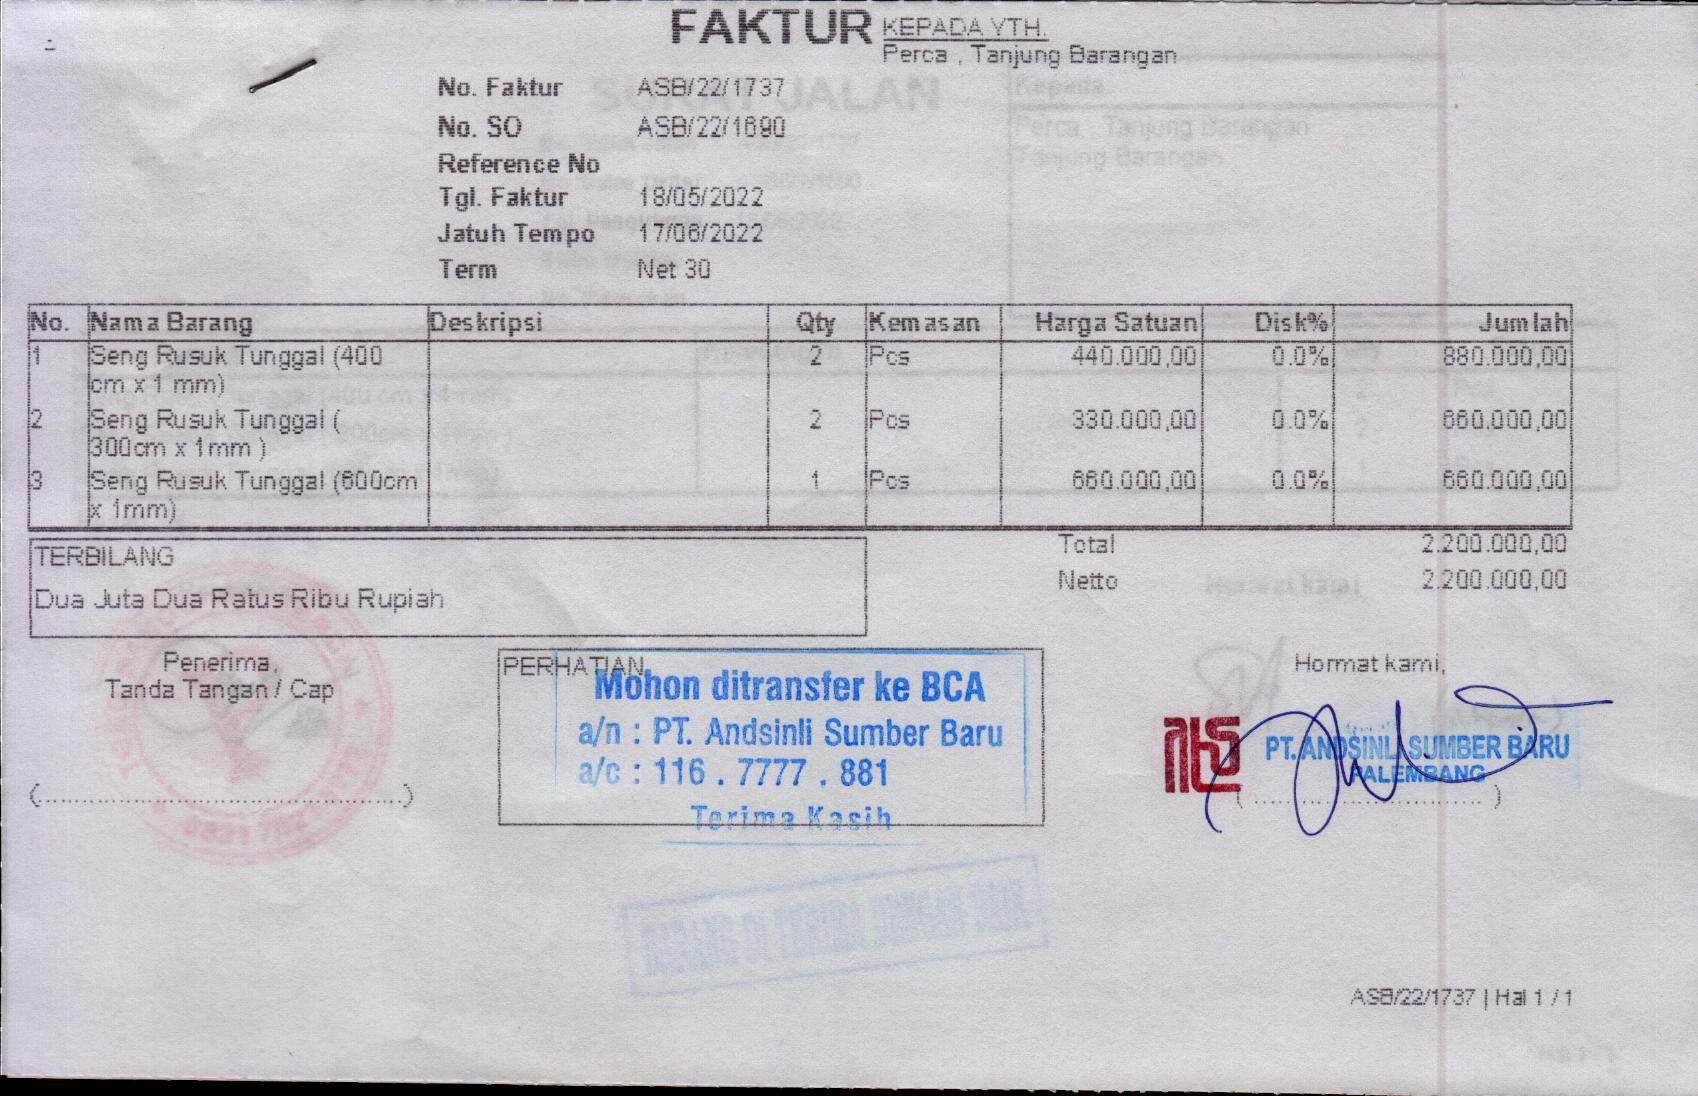 FAKTUR
KEPADA YTH.
Perca , Tanjung Barangan
No. Faktur ASB/22/1737
No. SO ASB/22/1690
Reference No
Tgl. Faktur 18/05/2022
Jatuh Tempo 17/06/2022
Term Net 30
No. Nama Barang Deskripsi Qty Kemasan Harga Satuan Disk% Jumlah
1 Seng Rusuk Tunggal (400 2 Pcs 440.000,00 0.0% 880.000,00
cm x 1 mm)
2 Seng Rusuk Tunggal ( 2 Pcs 330.000,00 0.0% 660.000,00
300cm x 1mm )
3 Seng Rusuk Tunggal (600cm 1 Pcs 660.000,00 0.0% 660.000,00
x 1mm)
TERBILANG
Dua Juta Dua Ratus Ribu Rupiah
Total 2.200.000,00
Netto 2.200.000,00
Penerima,
Tanda Tangan / Cap
(................................................)
PERHATIAN
Mohon ditransfer ke BCA
a/n : PT. Andsinli Sumber Baru
a/c : 116 . 7777 . 881
Terima Kasih
Hormat kami,
PT. ANDSINLI SUMBER BARU
PALEMBANG
( ................................ )
ASB/22/1737 | Hal 1 / 1